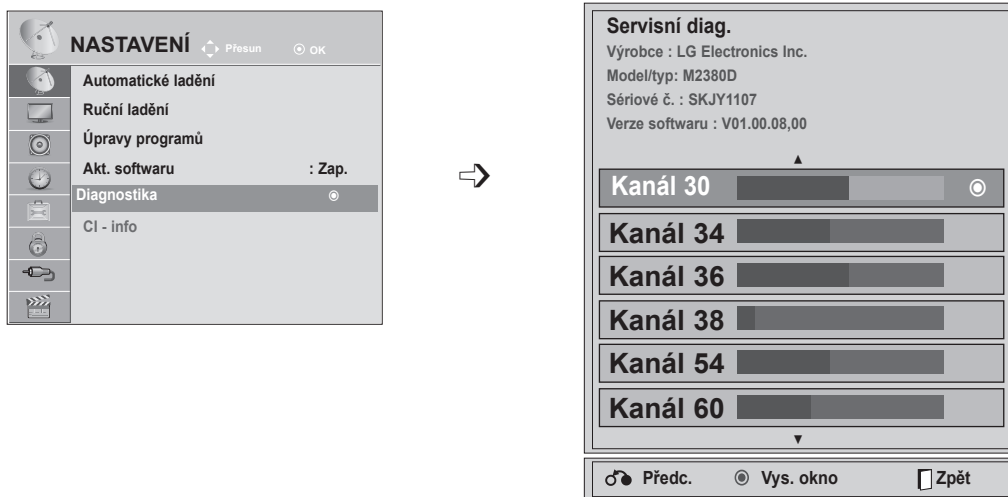 NASTAVENÍ Přesun OK
Automatické ladění
Ruční ladění
Úpravy programů
Akt. softwaru : Zap.
Diagnostika
CI - info
Servisní diag.
Výrobce : LG Electronics Inc.
Model/typ: M2380D
Sériové č. : SKJY1107
Verze softwaru : V01.00.08,00
Kanál 30
Kanál 34
Kanál 36
Kanál 38
Kanál 54
Kanál 60
Předc. Vys. okno Zpět